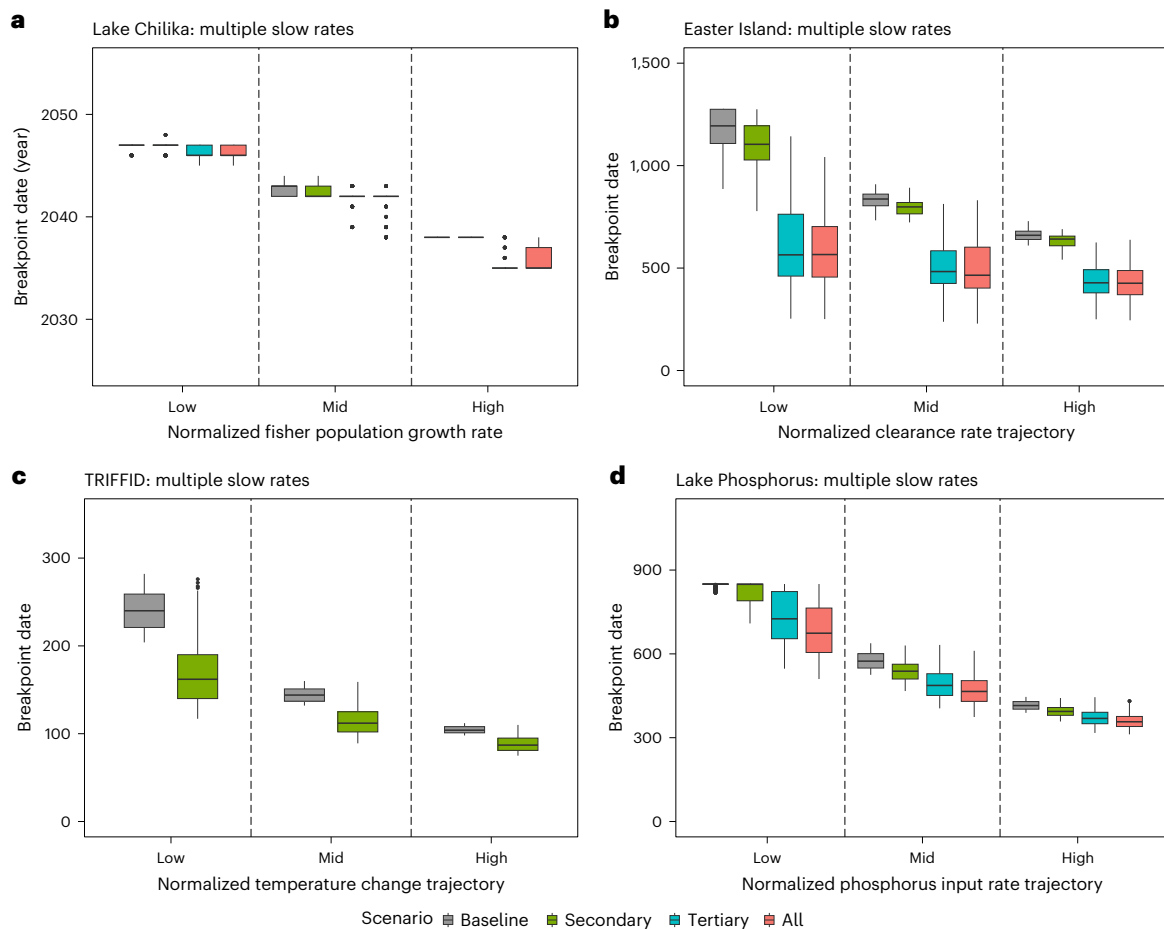 a
Lake Chilika: multiple slow rates
Breakpoint date (year)
2050
2040
2030
Low
Mid
High
Normalized fisher population growth rate
b
Easter Island: multiple slow rates
Breakpoint date
1,500
1,000
500
0
Low
Mid
High
Normalized clearance rate trajectory
c
TRIFFID: multiple slow rates
Breakpoint date
300
200
100
0
Low
Mid
High
Normalized temperature change trajectory
d
Lake Phosphorus: multiple slow rates
Breakpoint date
900
600
300
0
Low
Mid
High
Normalized phosphorus input rate trajectory
Scenario Baseline Secondary Tertiary All